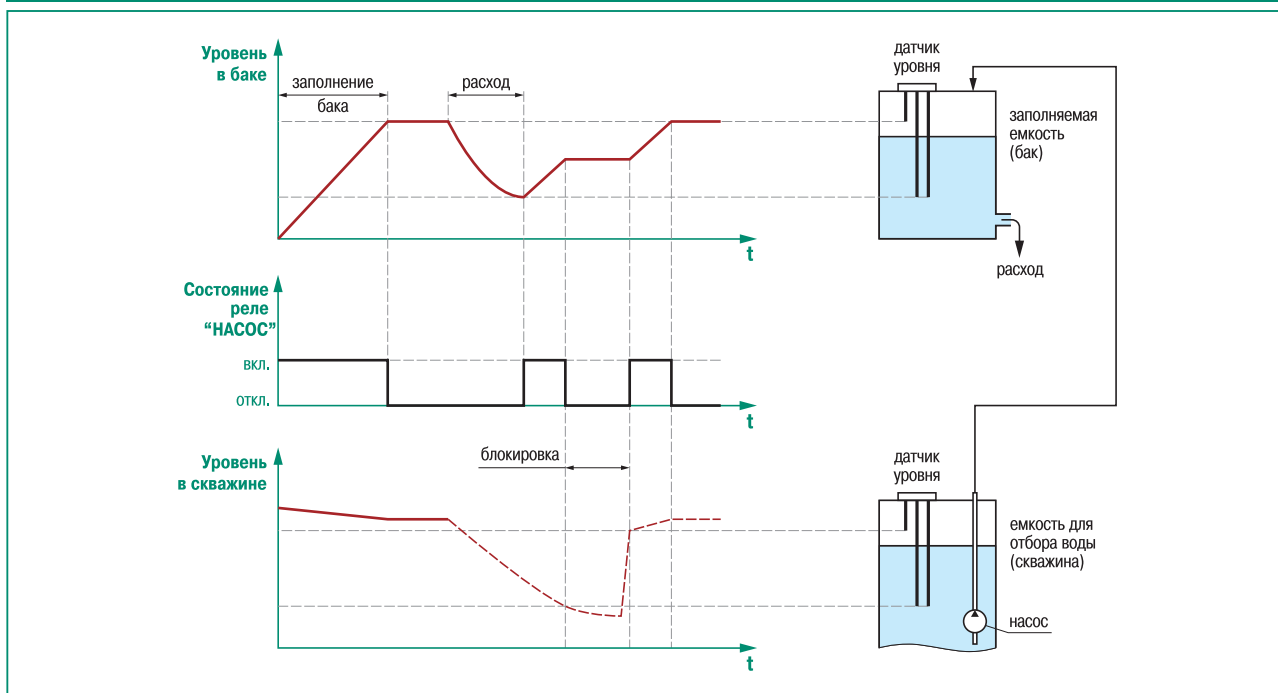 Уровень
в баке
заполнение
бака
расход
t
датчик
уровня
заполняемая
емкость
(бак)
расход
Состояние
реле
“НАСОС”
ВКЛ.
ОТКЛ.
t
Уровень
в скважине
блокировка
t
датчик
уровня
емкость для
отбора воды
(скважина)
насос